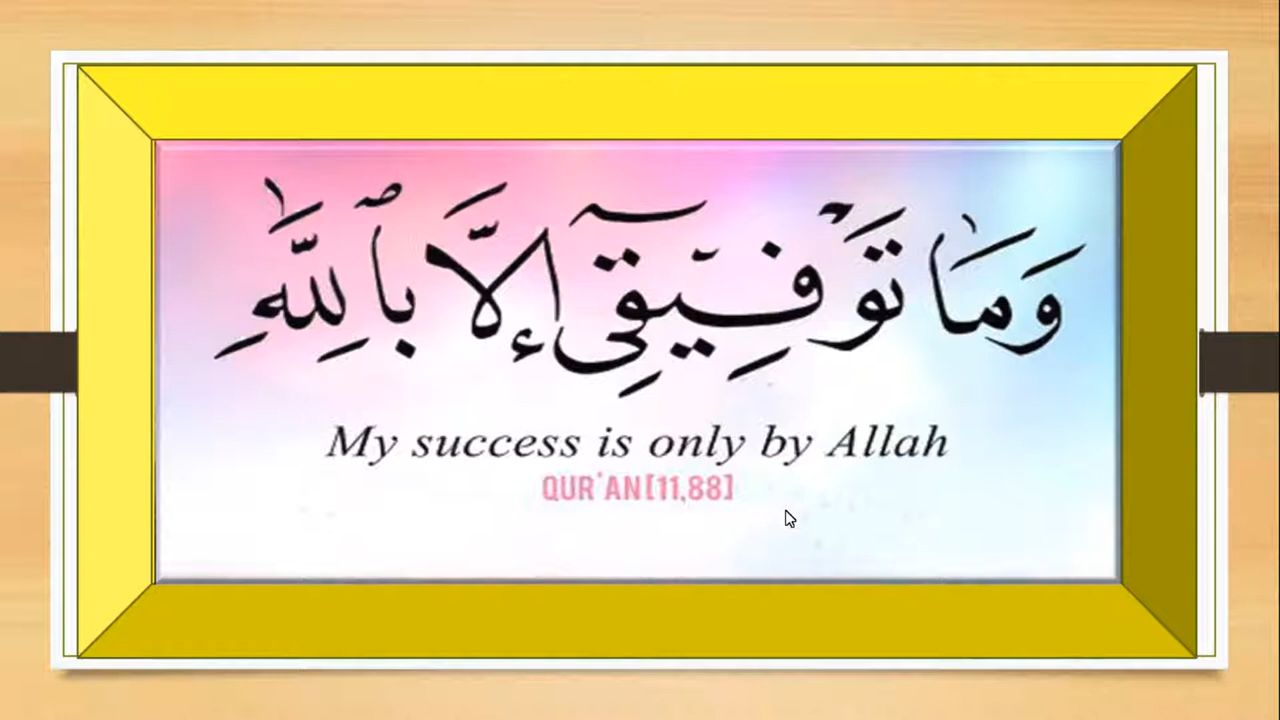 وَمَا تَوْفِيقِىٓ إِلَّا بِٱللَّهِ
My success is only by Allah
QUR'AN[11,88]